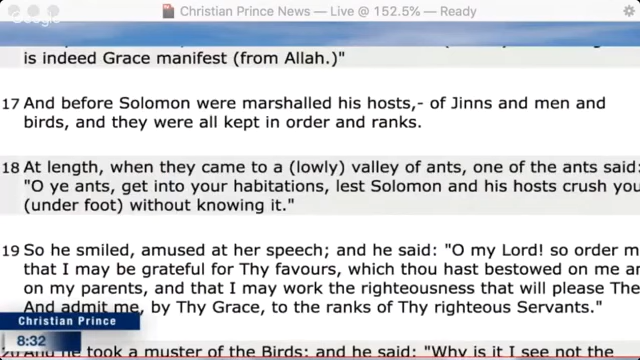 Christian Prince News — Live @ 152.5% — Ready
Google
is indeed Grace manifest (from Allah.)"
17 And before Solomon were marshalled his hosts,- of Jinns and men and
birds, and they were all kept in order and ranks.
18 At length, when they came to a (lowly) valley of ants, one of the ants said:
"O ye ants, get into your habitations, lest Solomon and his hosts crush you
(under foot) without knowing it."
19 So he smiled, amused at her speech; and he said: "O my Lord! so order m
that I may be grateful for Thy favours, which thou hast bestowed on me an
on my parents, and that I may work the righteousness that will please The
And admit me, by Thy Grace, to the ranks of Thy righteous Servants."
Christian Prince
8:32
20 And he took a muster of the Birds; and he said: "Why is it I see not the